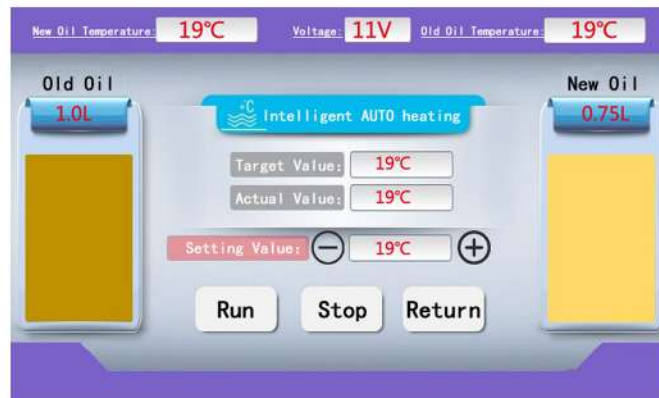 New Oil Temperature: 19℃ Voltage: 11V Old Oil Temperature: 19℃
Old Oil
1.0L
New Oil
0.75L
℃ Intelligent AUTO heating
Target Value: 19℃
Actual Value: 19℃
Setting Value: 19℃
Run Stop Return